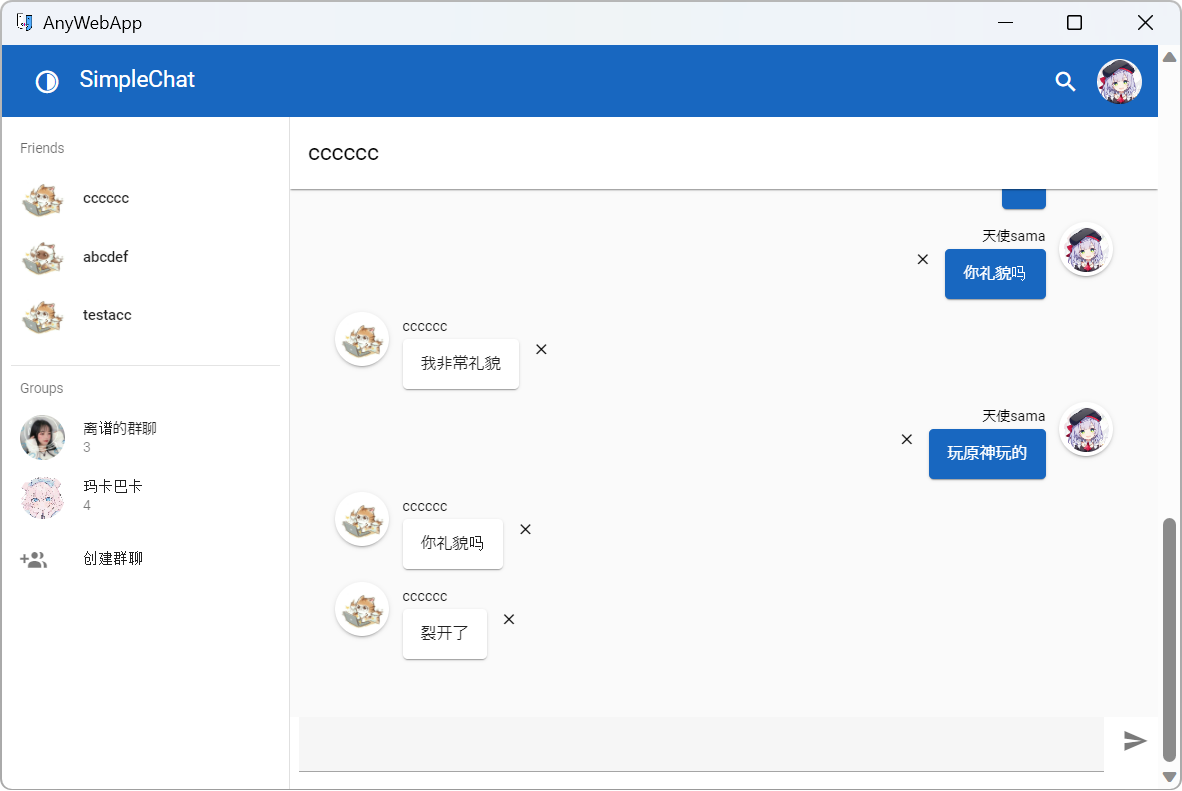 AnyWebApp
SimpleChat
Friends
cccccc
abcdef
testacc
Groups
离谱的群聊
3
玛卡巴卡
4
创建群聊
cccccc
天使sama
你礼貌吗
cccccc
我非常礼貌
天使sama
玩原神玩的
cccccc
你礼貌吗
cccccc
裂开了